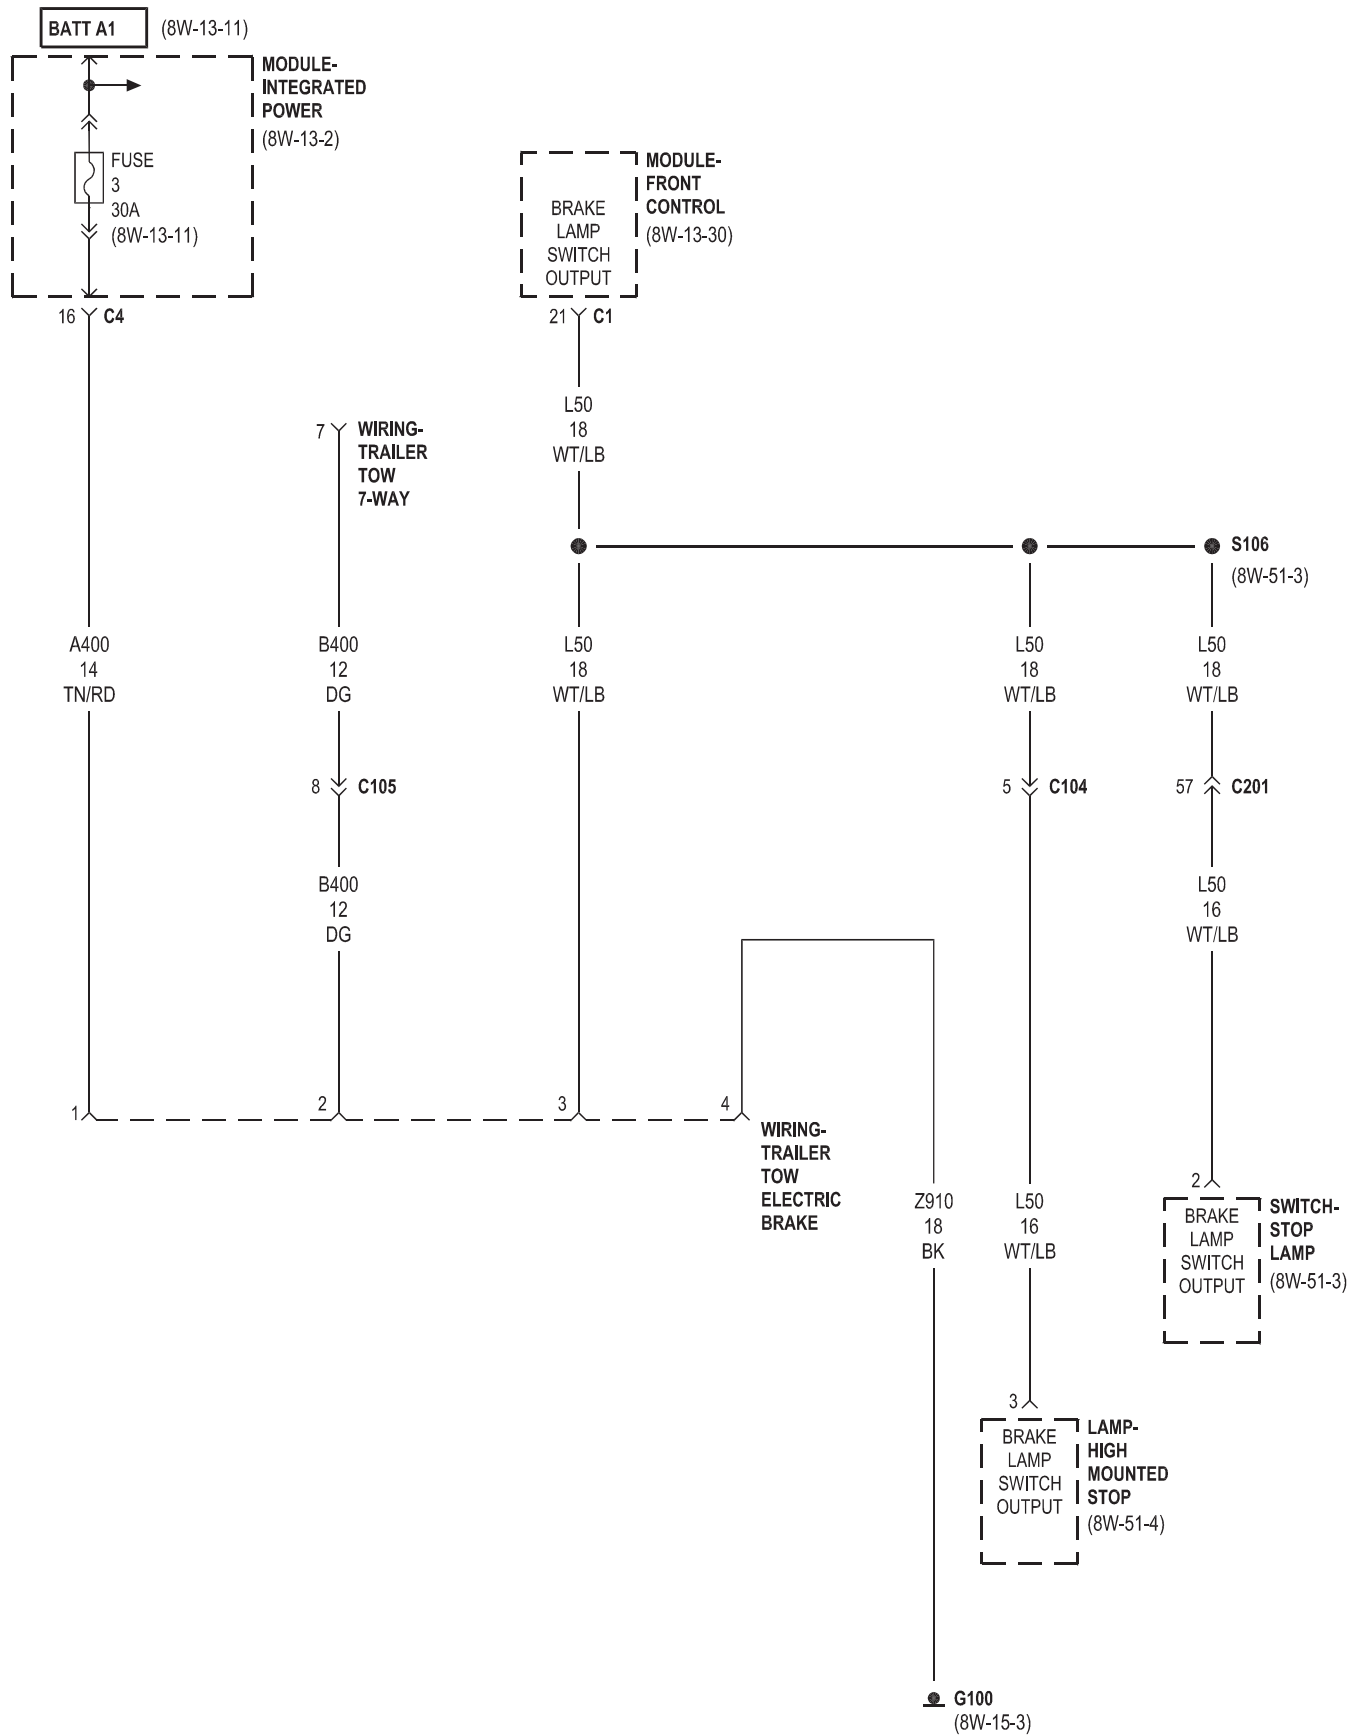 BATT A1 (8W-13-11)
MODULE-
INTEGRATED
POWER
(8W-13-2)
FUSE
3
30A
(8W-13-11)
16 C4
MODULE-
FRONT
CONTROL
(8W-13-30)
BRAKE
LAMP
SWITCH
OUTPUT
21 C1
L50
18
WT/LB
7 WIRING-
TRAILER
TOW
7-WAY
S106
(8W-51-3)
A400
14
TN/RD
B400
12
DG
L50
18
WT/LB
L50
18
WT/LB
L50
18
WT/LB
8 C105
5 C104
57 C201
B400
12
DG
L50
16
WT/LB
1
2
3
4
WIRING-
TRAILER
TOW
ELECTRIC
BRAKE
Z910
18
BK
L50
16
WT/LB
2
BRAKE
LAMP
SWITCH
OUTPUT
SWITCH-
STOP
LAMP
(8W-51-3)
3
BRAKE
LAMP
SWITCH
OUTPUT
LAMP-
HIGH
MOUNTED
STOP
(8W-51-4)
G100
(8W-15-3)